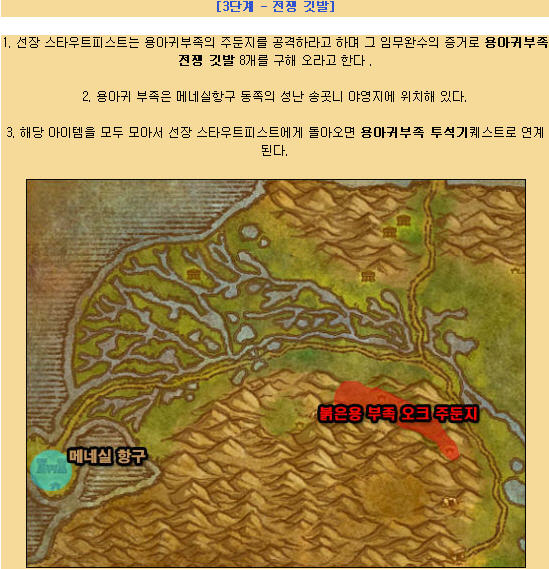 [3단계 - 전쟁 깃발]
1. 선장 스타우트피스트는 용아귀부족의 주둔지를 공격하라고 하며 그 임무완수의 증거로 용아귀부족
전쟁 깃발 8개를 구해 오라고 한다.
2. 용아귀 부족은 메네실항구 동쪽의 성난 송곳니 야영지에 위치해 있다.
3. 해당 아이템을 모두 모아서 선장 스타우트피스트에게 돌아오면 용아귀부족 투석기퀘스트로 연계
된다.
붉은용 부족 오크 주둔지
메네실 항구